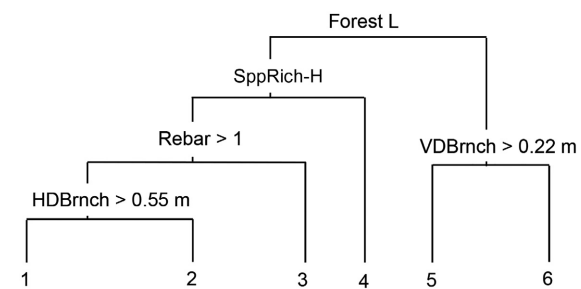 Forest L
SppRich-H
Rebar > 1
VDBrnch > 0.22 m
HDBrnch > 0.55 m
1 2 3 4 5 6